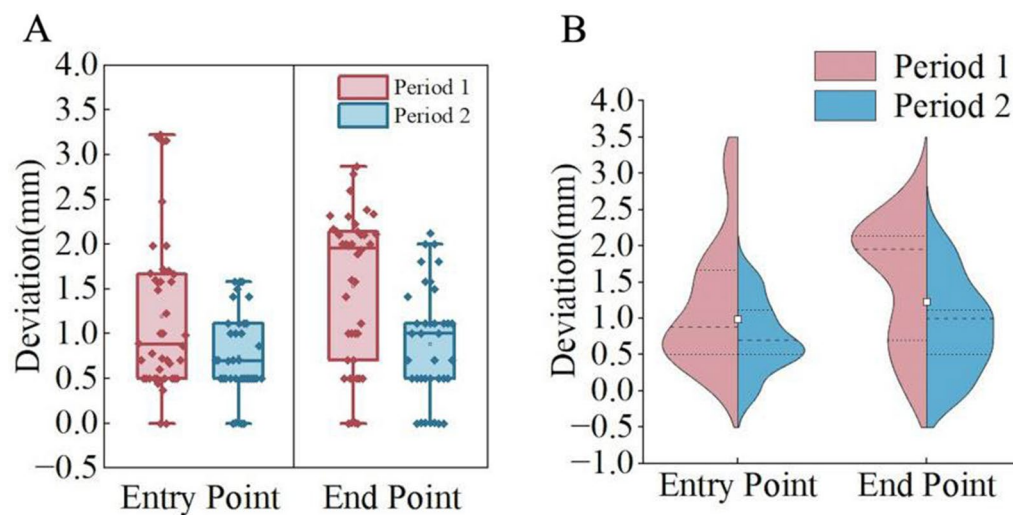 A
Deviation(mm)
4.0
3.5
3.0
2.5
2.0
1.5
1.0
0.5
0.0
−0.5
Period 1
Period 2
Entry Point
End Point
B
Period 1
Period 2
Deviation(mm)
4.0
3.5
3.0
2.5
2.0
1.5
1.0
0.5
0.0
−0.5
−1.0
Entry Point
End Point